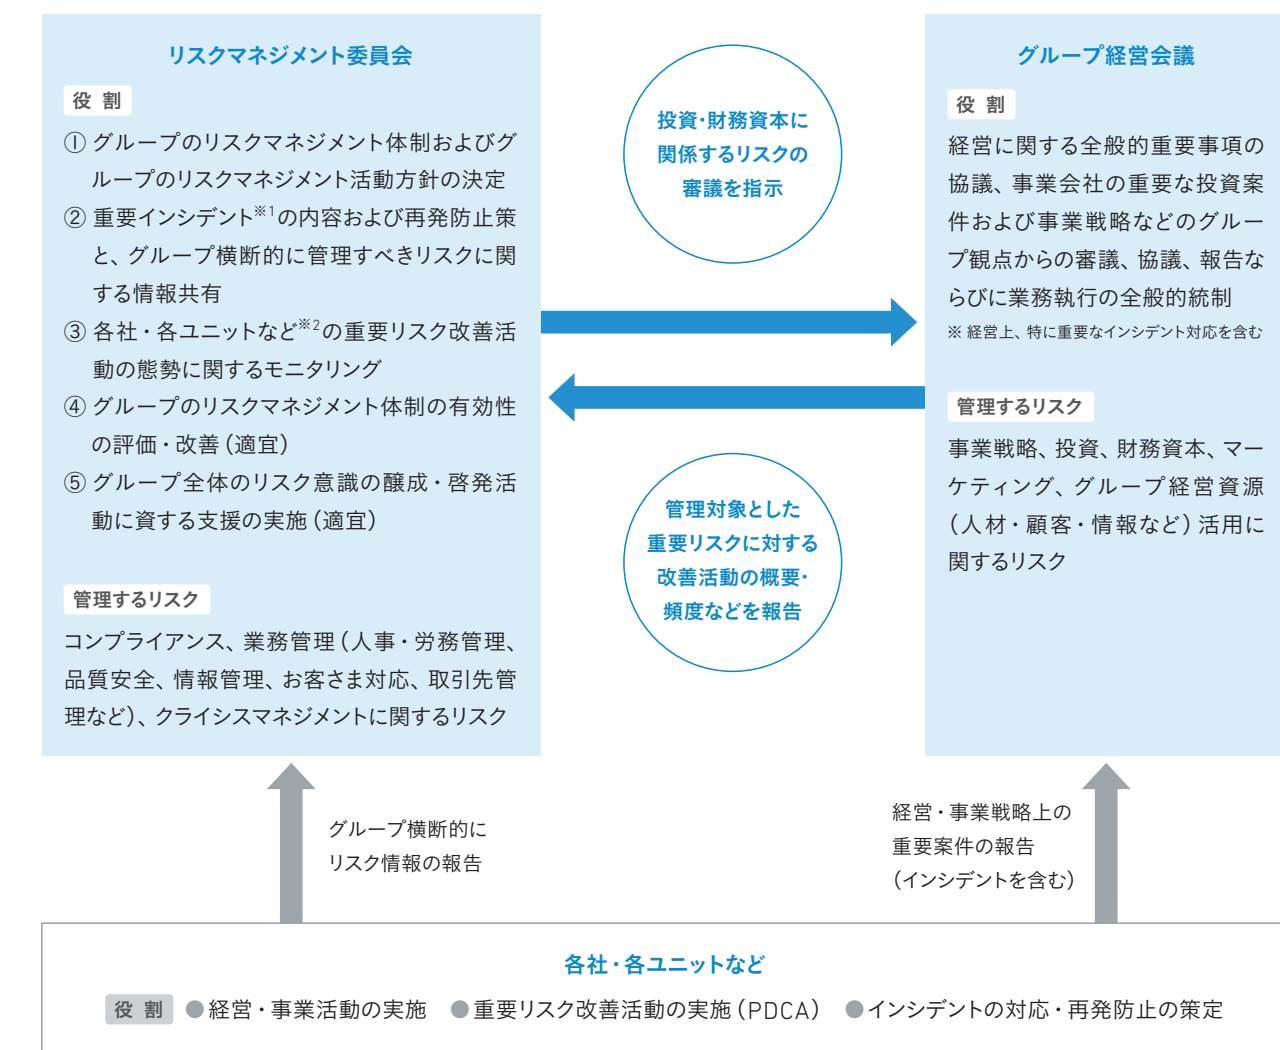 リスクマネジメント委員会
役 割
① グループのリスクマネジメント体制およびグ
ループのリスクマネジメント活動方針の決定
② 重要インシデント※1の内容および再発防止策
と、グループ横断的に管理すべきリスクに関
する情報共有
③ 各社・各ユニットなど※2の重要リスク改善活
動の態勢に関するモニタリング
④ グループのリスクマネジメント体制の有効性
の評価・改善（適宜）
⑤ グループ全体のリスク意識の醸成・啓発活
動に資する支援の実施（適宜）
管理するリスク
コンプライアンス、業務管理（人事・労務管理、
品質安全、情報管理、お客さま対応、取引先管
理など）、クライシスマネジメントに関するリスク
投資・財務資本に
関係するリスクの
審議を指示
管理対象とした
重要リスクに対する
改善活動の概要・
頻度などを報告
グループ経営会議
役 割
経営に関する全般的重要事項の
協議、事業会社の重要な投資案
件および事業戦略などのグルー
プ観点からの審議、協議、報告な
らびに業務執行の全般的統制
※ 経営上、特に重要なインシデント対応を含む
管理するリスク
事業戦略、投資、財務資本、マー
ケティング、グループ経営資源
（人材・顧客・情報など）活用に
関するリスク
グループ横断的に
リスク情報の報告
経営・事業戦略上の
重要案件の報告
（インシデントを含む）
各社・各ユニットなど
役 割 ●経営・事業活動の実施 ●重要リスク改善活動の実施（PDCA） ●インシデントの対応・再発防止の策定